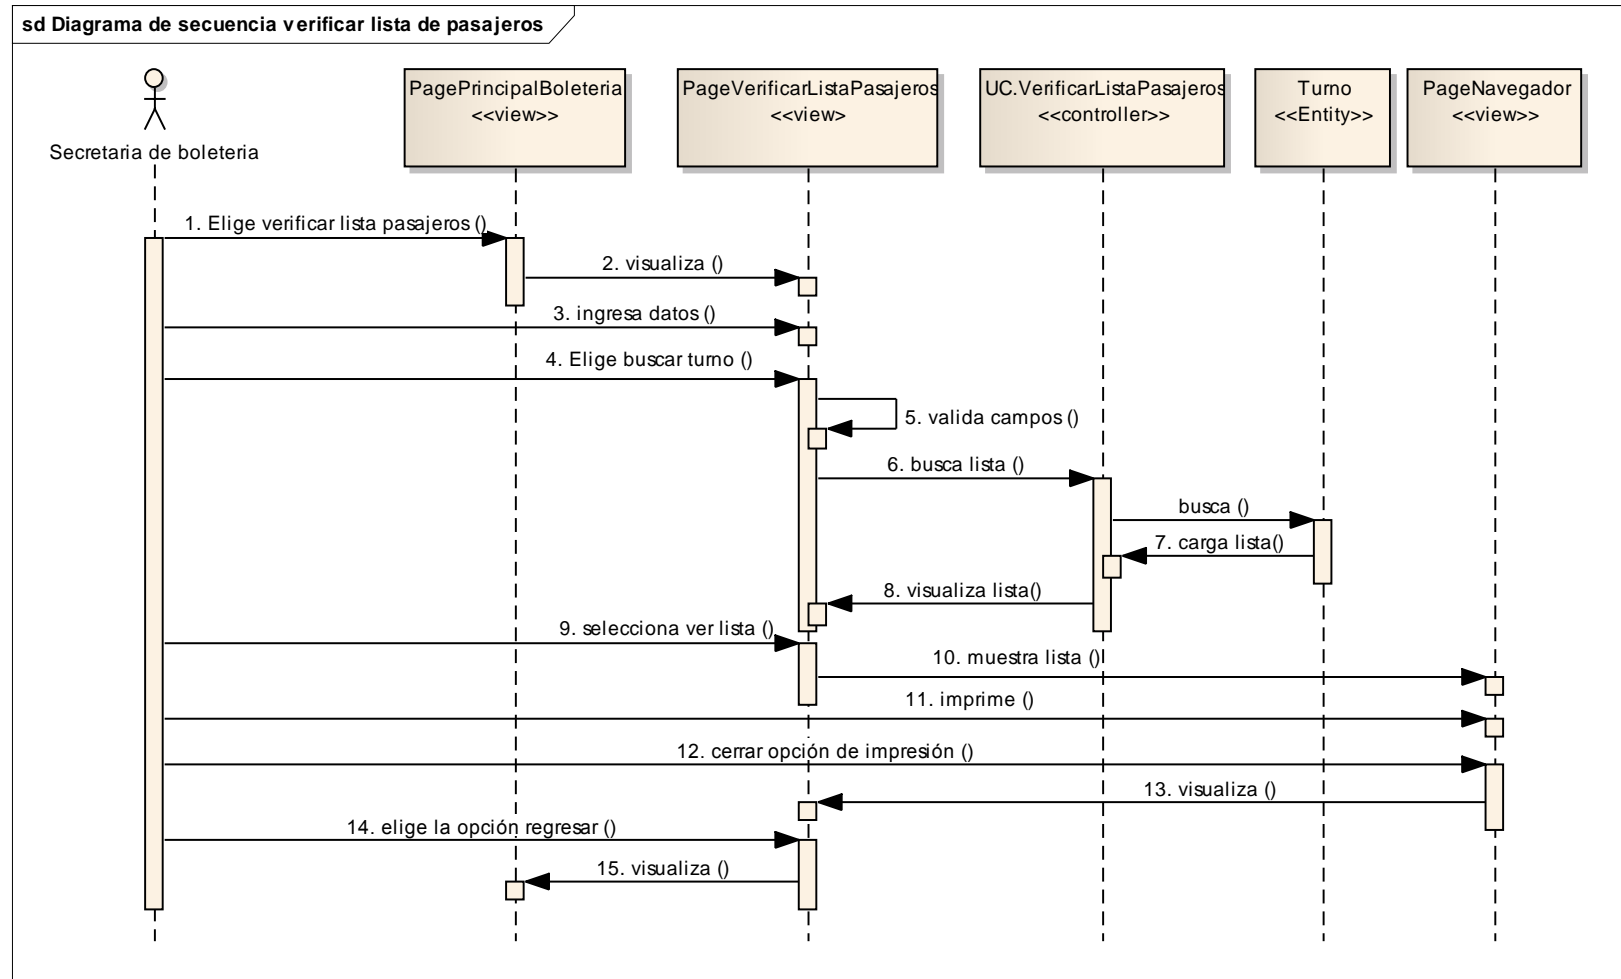 sd Diagrama de secuencia verificar lista de pasajeros
Secretaria de boleteria
PagePrincipalBoleteria
<<view>>
PageVerificarListaPasajeros
<<view>
UC.VerificarListaPasajeros
<<controller>>
Turno
<<Entity>>
PageNavegador
<<view>>
1. Elige verificar lista pasajeros ()
2. visualiza ()
3. ingresa datos ()
4. Elige buscar turno ()
5. valida campos ()
6. busca lista ()
busca ()
7. carga lista()
8. visualiza lista()
9. selecciona ver lista ()
10. muestra lista ()
11. imprime ()
12. cerrar opción de impresión ()
13. visualiza ()
14. elige la opción regresar ()
15. visualiza ()